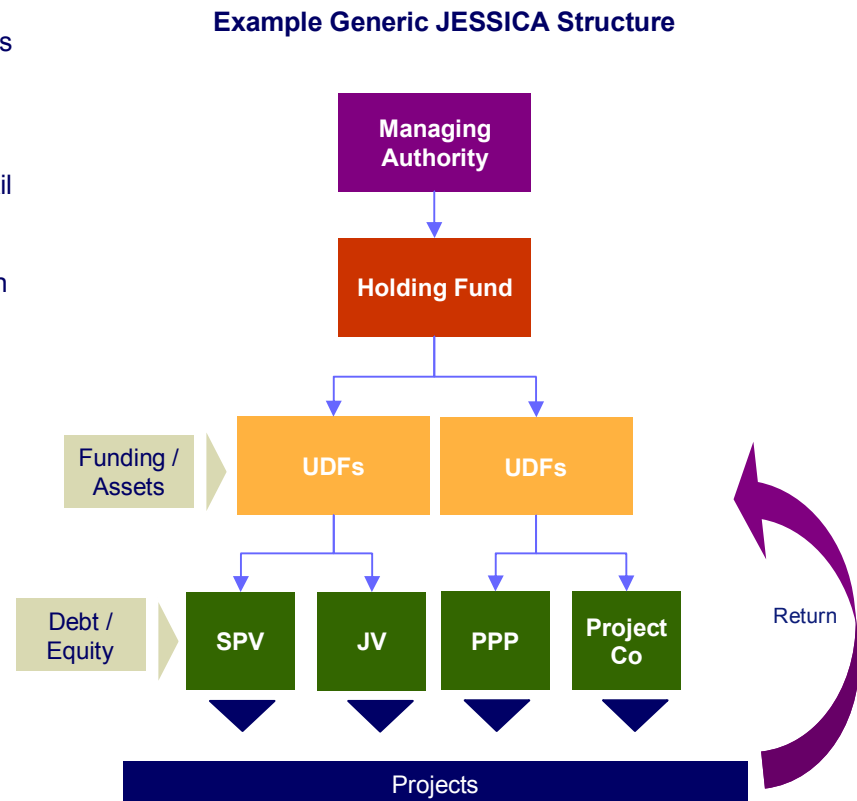 Example Generic JESSICA Structure
s
Managing
Authority
il
n
Holding Fund
Funding /
Assets
UDFs
UDFs
Debt /
Equity
SPV
JV
PPP
Project
Co
Return
Projects